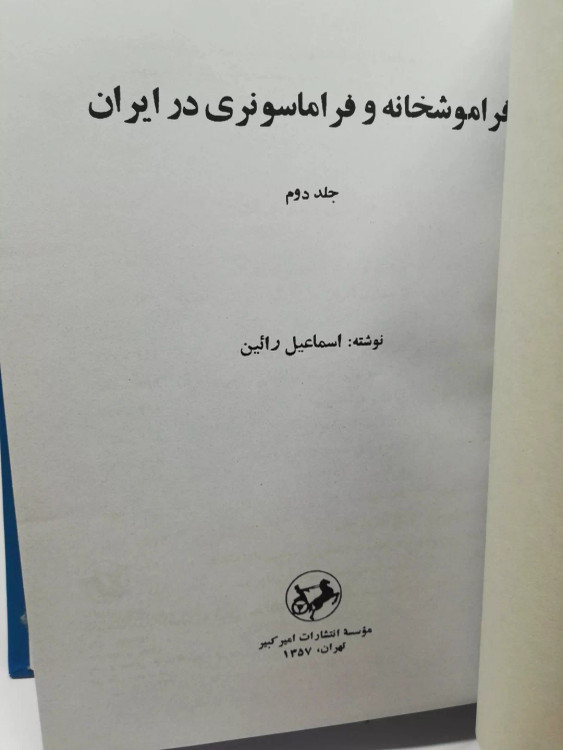 فراموشخانه و فراماسونری در ایران
جلد دوم
نوشته: اسماعیل رائین
مؤسسهٔ انتشارات امیرکبیر
تهران، ۱۳۵۷